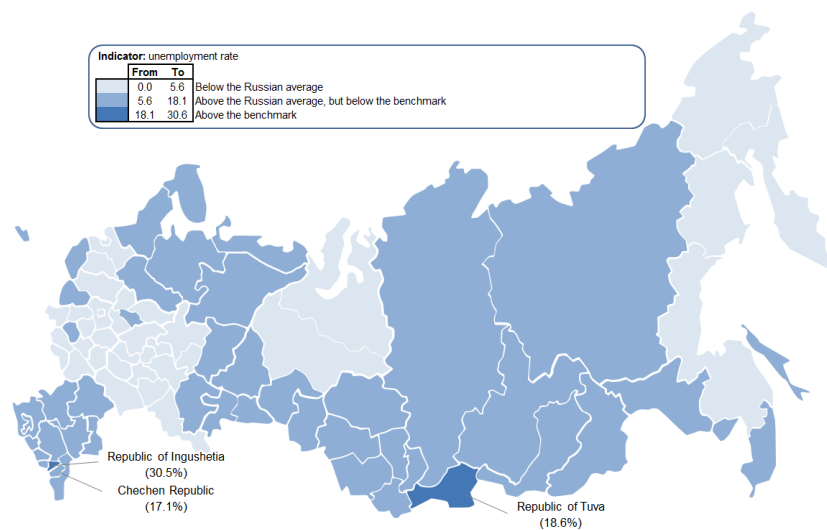 Indicator: unemployment rate
From To
0.0 5.6 Below the Russian average
5.6 18.1 Above the Russian average, but below the benchmark
18.1 30.6 Above the benchmark
Republic of Ingushetia
(30.5%)
Chechen Republic
(17.1%)
Republic of Tuva
(18.6%)